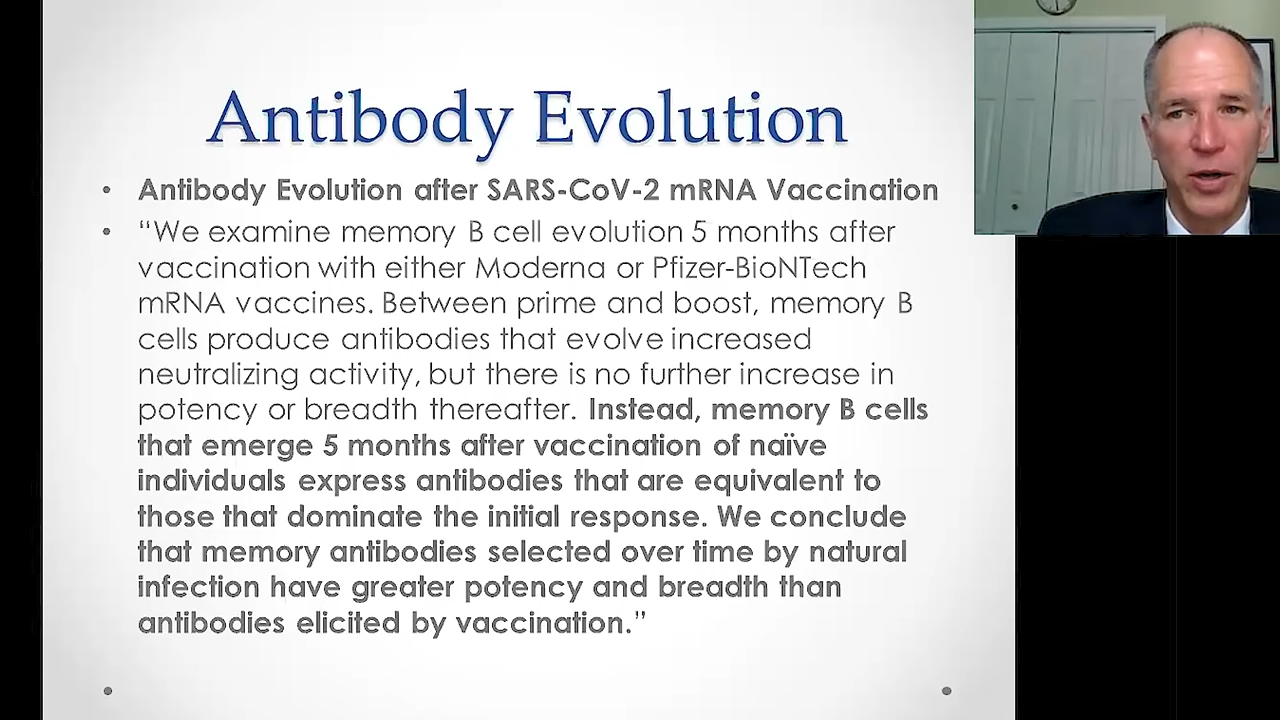 Antibody Evolution
• Antibody Evolution after SARS-CoV-2 mRNA Vaccination
• “We examine memory B cell evolution 5 months after
vaccination with either Moderna or Pfizer-BioNTech
mRNA vaccines. Between prime and boost, memory B
cells produce antibodies that evolve increased
neutralizing activity, but there is no further increase in
potency or breadth thereafter. Instead, memory B cells
that emerge 5 months after vaccination of naïve
individuals express antibodies that are equivalent to
those that dominate the initial response. We conclude
that memory antibodies selected over time by natural
infection have greater potency and breadth than
antibodies elicited by vaccination.”